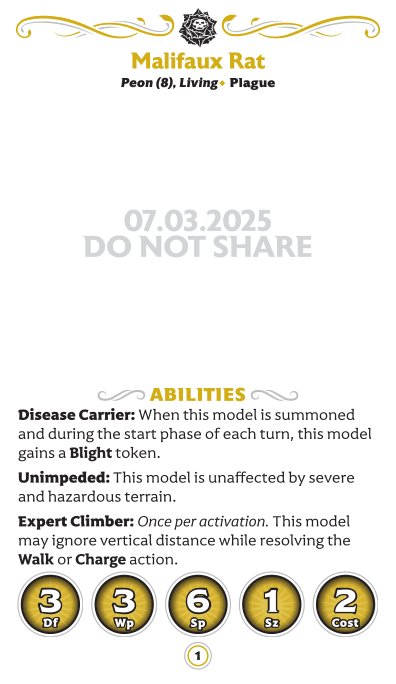 Malifaux Rat
Peon (8), Living♦ Plague
07.03.2025
DO NOT SHARE
ABILITIES
Disease Carrier: When this model is summoned
and during the start phase of each turn, this model
gains a Blight token.
Unimpeded: This model is unaffected by severe
and hazardous terrain.
Expert Climber: Once per activation. This model
may ignore vertical distance while resolving the
Walk or Charge action.
3 3 6 1 2
Df Wp Sp Sz Cost
1